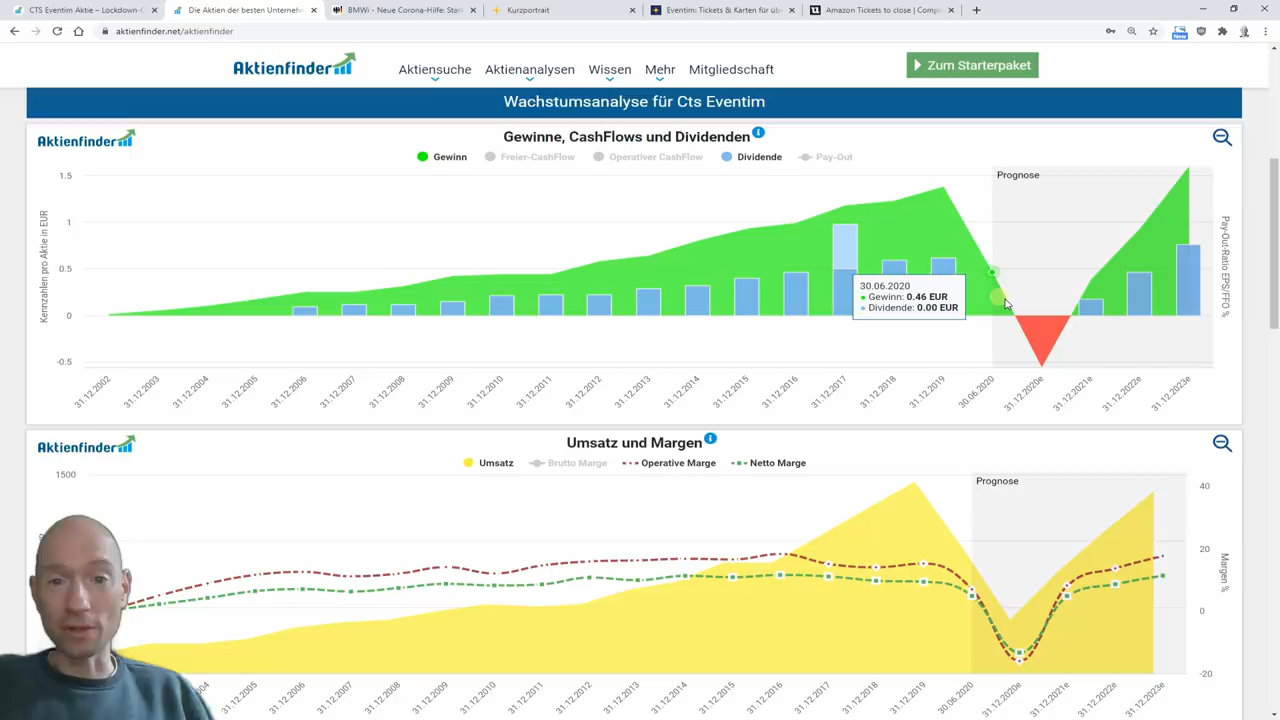 CTS Eventim Aktie – Lockdown-C
Die Aktien der besten Unternehm
BMWi - Neue Corona-Hilfe: Star
Kurzportrait
Eventim: Tickets & Karten für üb
Amazon Tickets to close | Compl
aktienfinder.net/aktienfinder
New
Aktienfinder
Aktiensuche
Aktienanalysen
Wissen
Mehr
Mitgliedschaft
Zum Starterpaket
Wachstumsanalyse für Cts Eventim
Aktienfinder
Gewinne, CashFlows und Dividenden
Gewinn
Freier-CashFlow
Operativer CashFlow
Dividende
Pay-Out
Prognose
Kennzahlen pro Aktie in EUR
1.5
1
0.5
0
-0.5
Pay-Out-Ratio EPS/FFO %
30.06.2020
Gewinn: 0.46 EUR
Dividende: 0.00 EUR
31.12.2002
31.12.2003
31.12.2004
31.12.2005
31.12.2006
31.12.2007
31.12.2008
31.12.2009
31.12.2010
31.12.2011
31.12.2012
31.12.2013
31.12.2014
31.12.2015
31.12.2016
31.12.2017
31.12.2018
31.12.2019
30.06.2020
31.12.2020e
31.12.2021e
31.12.2022e
31.12.2023e
Aktienfinder
Umsatz und Margen
Umsatz
Brutto Marge
Operative Marge
Netto Marge
Prognose
1500
40
20
0
-20
Margen %
31.12.2005
31.12.2006
31.12.2007
31.12.2008
31.12.2009
31.12.2010
31.12.2011
31.12.2012
31.12.2013
31.12.2014
31.12.2015
31.12.2016
31.12.2017
31.12.2018
31.12.2019
30.06.2020
31.12.2020e
31.12.2021e
31.12.2022e
31.12.2023e